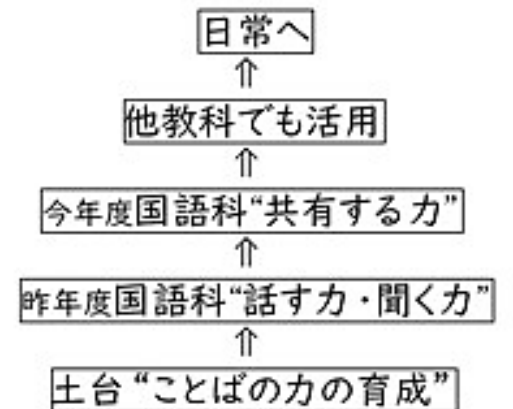 日常へ
⇑
他教科でも活用
⇑
今年度国語科“共有する力”
⇑
昨年度国語科“話す力・聞く力”
⇑
土台“ことばの力の育成”